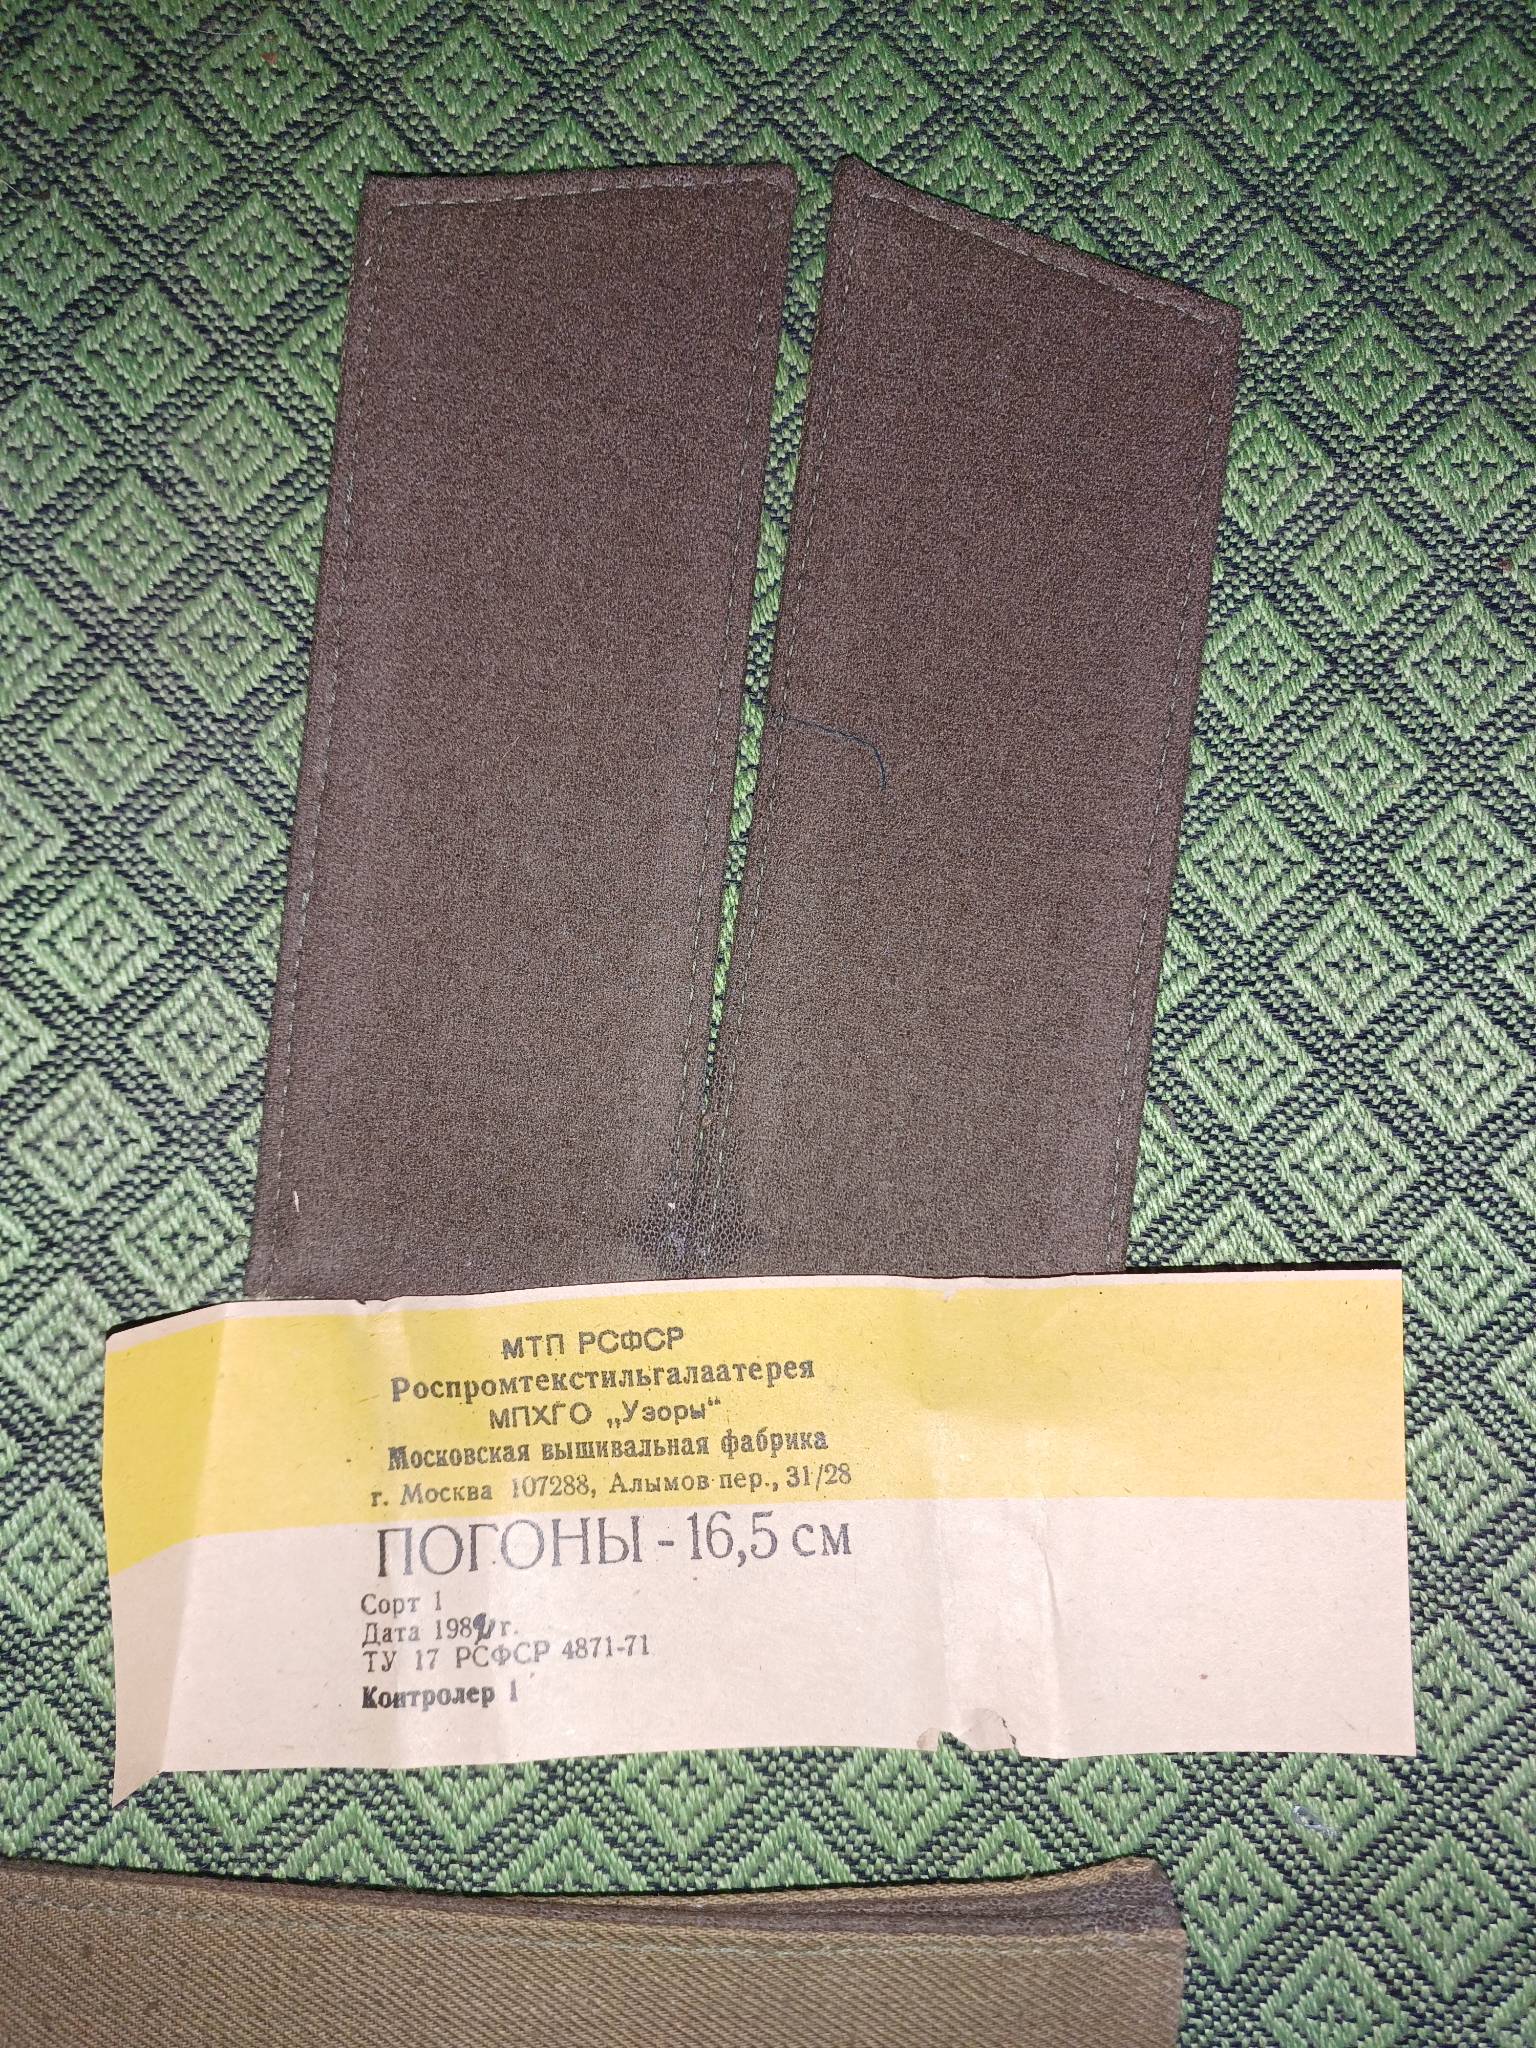 МТП РСФСР
Роспромтекстильгалаатерея
МПХГО „Узоры“
Московская вышивальная фабрика
г. Москва 107288, Алымов пер., 31/28
ПОГОНЫ - 16,5 см
Сорт 1
Дата 198 г.
ТУ 17 РСФСР 4871-71
Контролер 1